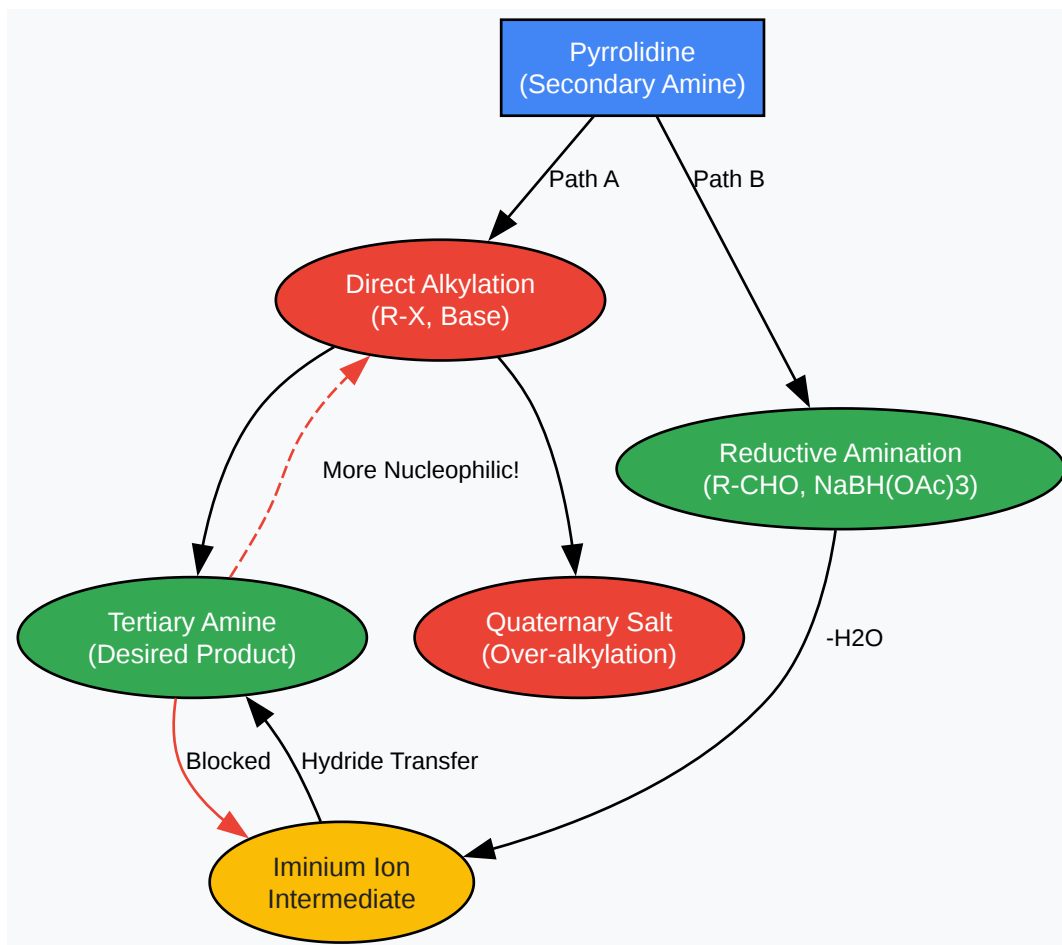 Pyrrolidine
(Secondary Amine)
Path A
Path B
Direct Alkylation
(R-X, Base)
Reductive Amination
(R-CHO, NaBH(OAc)3)
More Nucleophilic!
Tertiary Amine
(Desired Product)
Quaternary Salt
(Over-alkylation)
-H2O
Blocked
Hydride Transfer
Iminium Ion
Intermediate